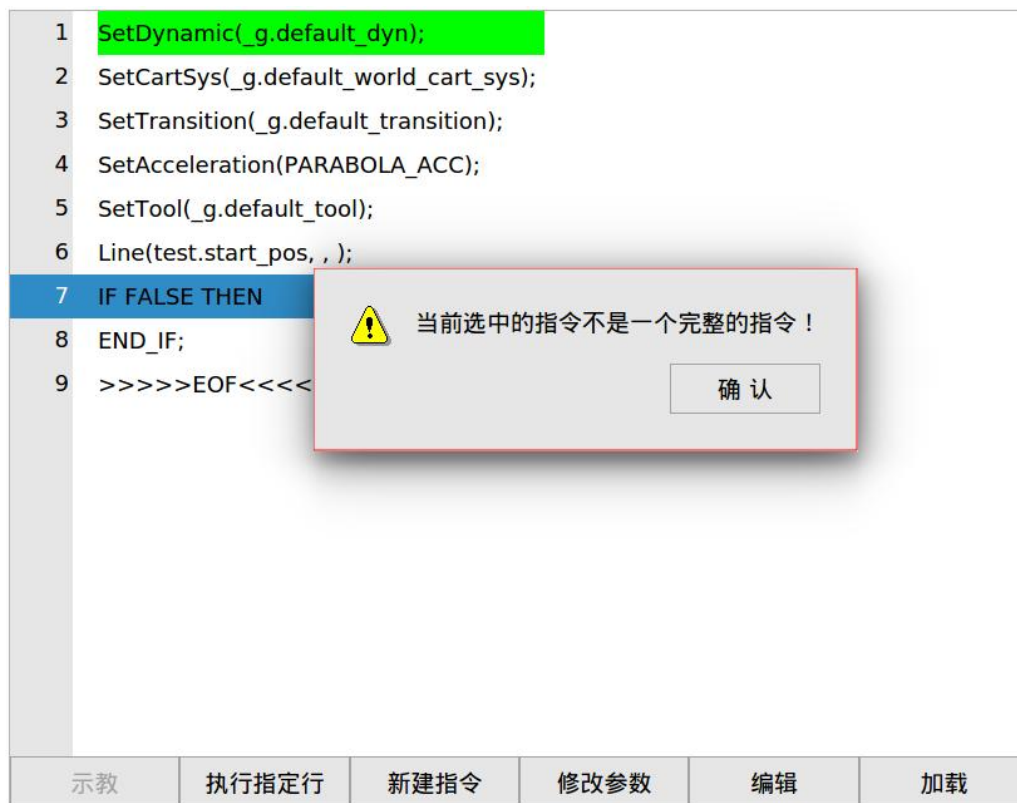 1 SetDynamic(_g.default_dyn);
2 SetCartSys(_g.default_world_cart_sys);
3 SetTransition(_g.default_transition);
4 SetAcceleration(PARABOLA_ACC);
5 SetTool(_g.default_tool);
6 Line(test.start_pos, , );
7 IF FALSE THEN
8 END_IF;
9 >>>>>EOF<<<<
当前选中的指令不是一个完整的指令！
确 认
示教 执行指定行 新建指令 修改参数 编辑 加载